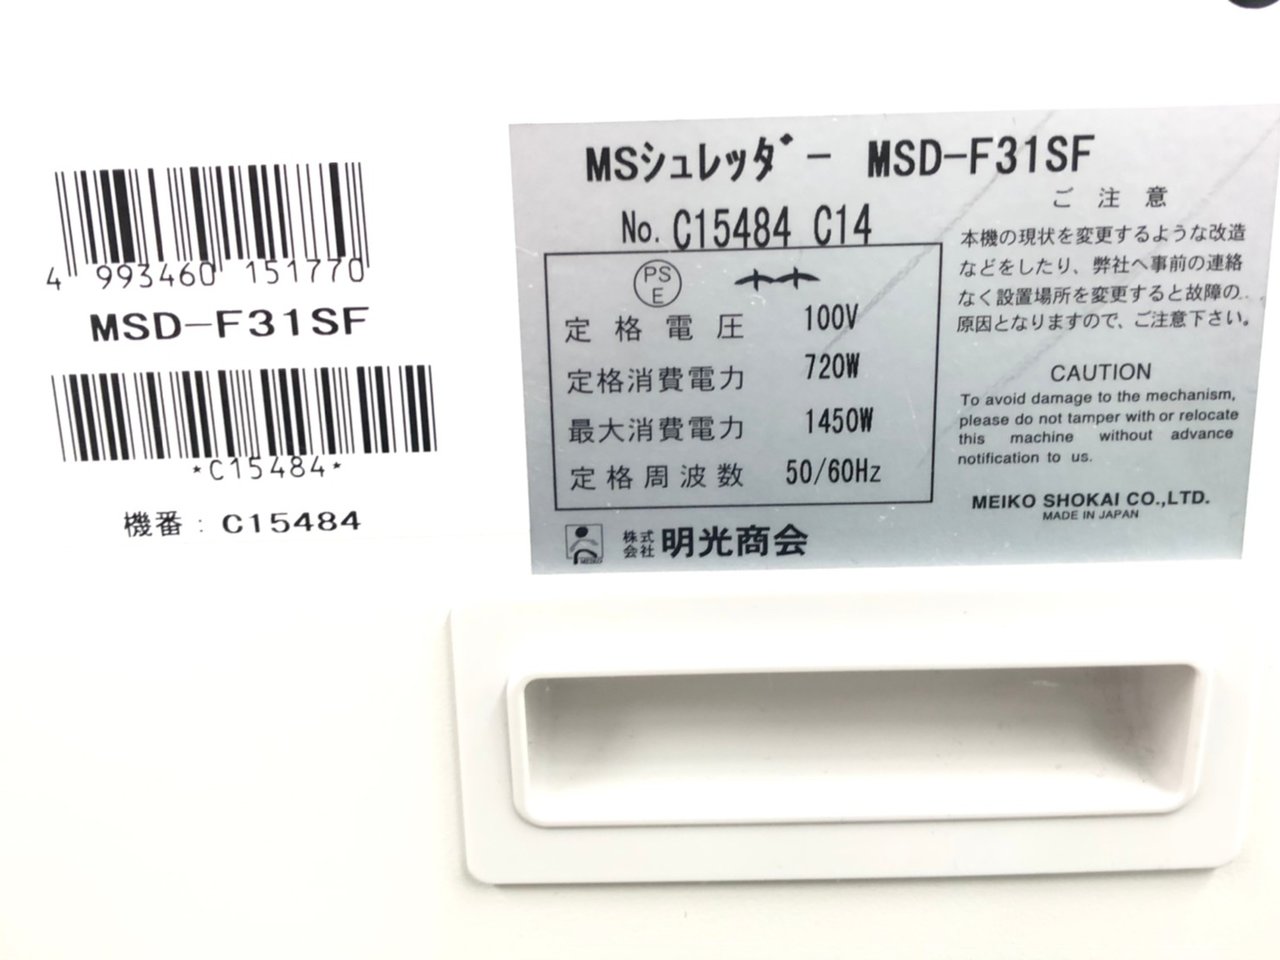 4 993460 151770
MSD-F31SF
*C15484*
機番：C15484
MSシュレッダー MSD-F31SF
No. C15484 C14
PS
E
定格電圧 100V
定格消費電力 720W
最大消費電力 1450W
定格周波数 50/60Hz
MEIKO
株式
会社 明光商会
ご注意
本機の現状を変更するような改造
などをしたり、弊社へ事前の連絡
なく設置場所を変更すると故障の
原因となりますので、ご注意下さい。
CAUTION
To avoid damage to the mechanism,
please do not tamper with or relocate
this machine without advance
notification to us.
MEIKO SHOKAI CO.,LTD.
MADE IN JAPAN